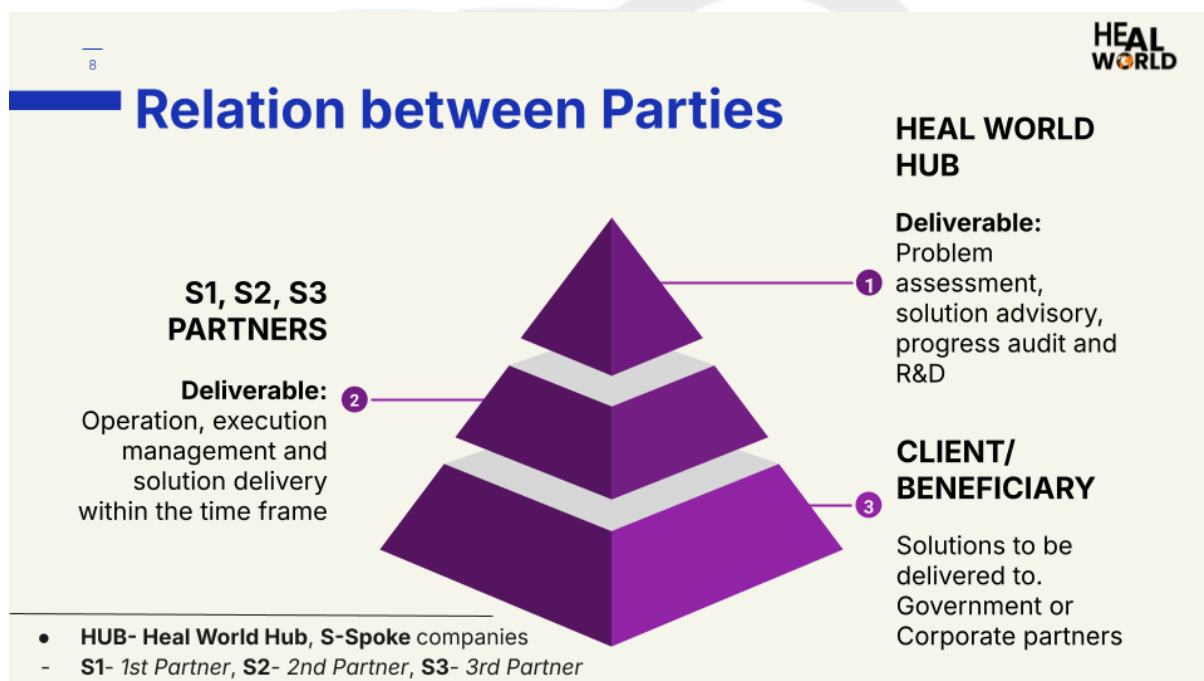 8
HEAL
WORLD
Relation between Parties
HEAL WORLD
HUB
Deliverable:
Problem
assessment,
solution advisory,
progress audit and
R&D
1
S1, S2, S3
PARTNERS
Deliverable:
Operation, execution
management and
solution delivery
within the time frame
2
CLIENT/
BENEFICIARY
Solutions to be
delivered to.
Government or
Corporate partners
3
● HUB- Heal World Hub, S-Spoke companies
- S1- 1st Partner, S2- 2nd Partner, S3- 3rd Partner